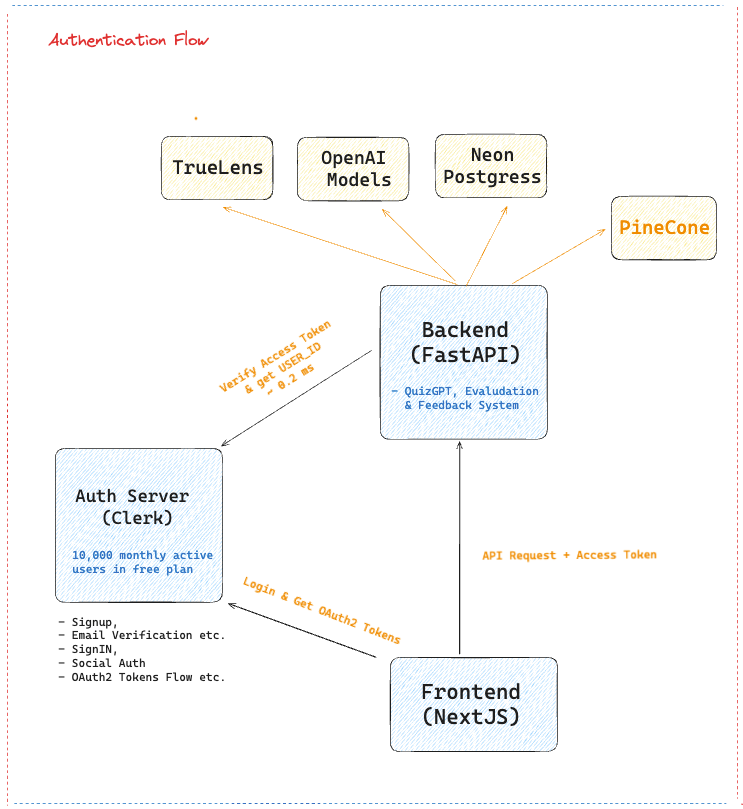 Authentication Flow
TrueLens
OpenAI
Models
Neon
Postgress
PineCone
Backend
(FastAPI)
- QuizGPT, Evaludation
& Feedback System
Verify Access Token
& get USER_ID
~ 0.2 ms
Auth Server
(Clerk)
10,000 monthly active
users in free plan
API Request + Access Token
Login & Get OAuth2 Tokens
- Signup,
- Email Verification etc.
- SignIN,
- Social Auth
- OAuth2 Tokens Flow etc.
Frontend
(NextJS)